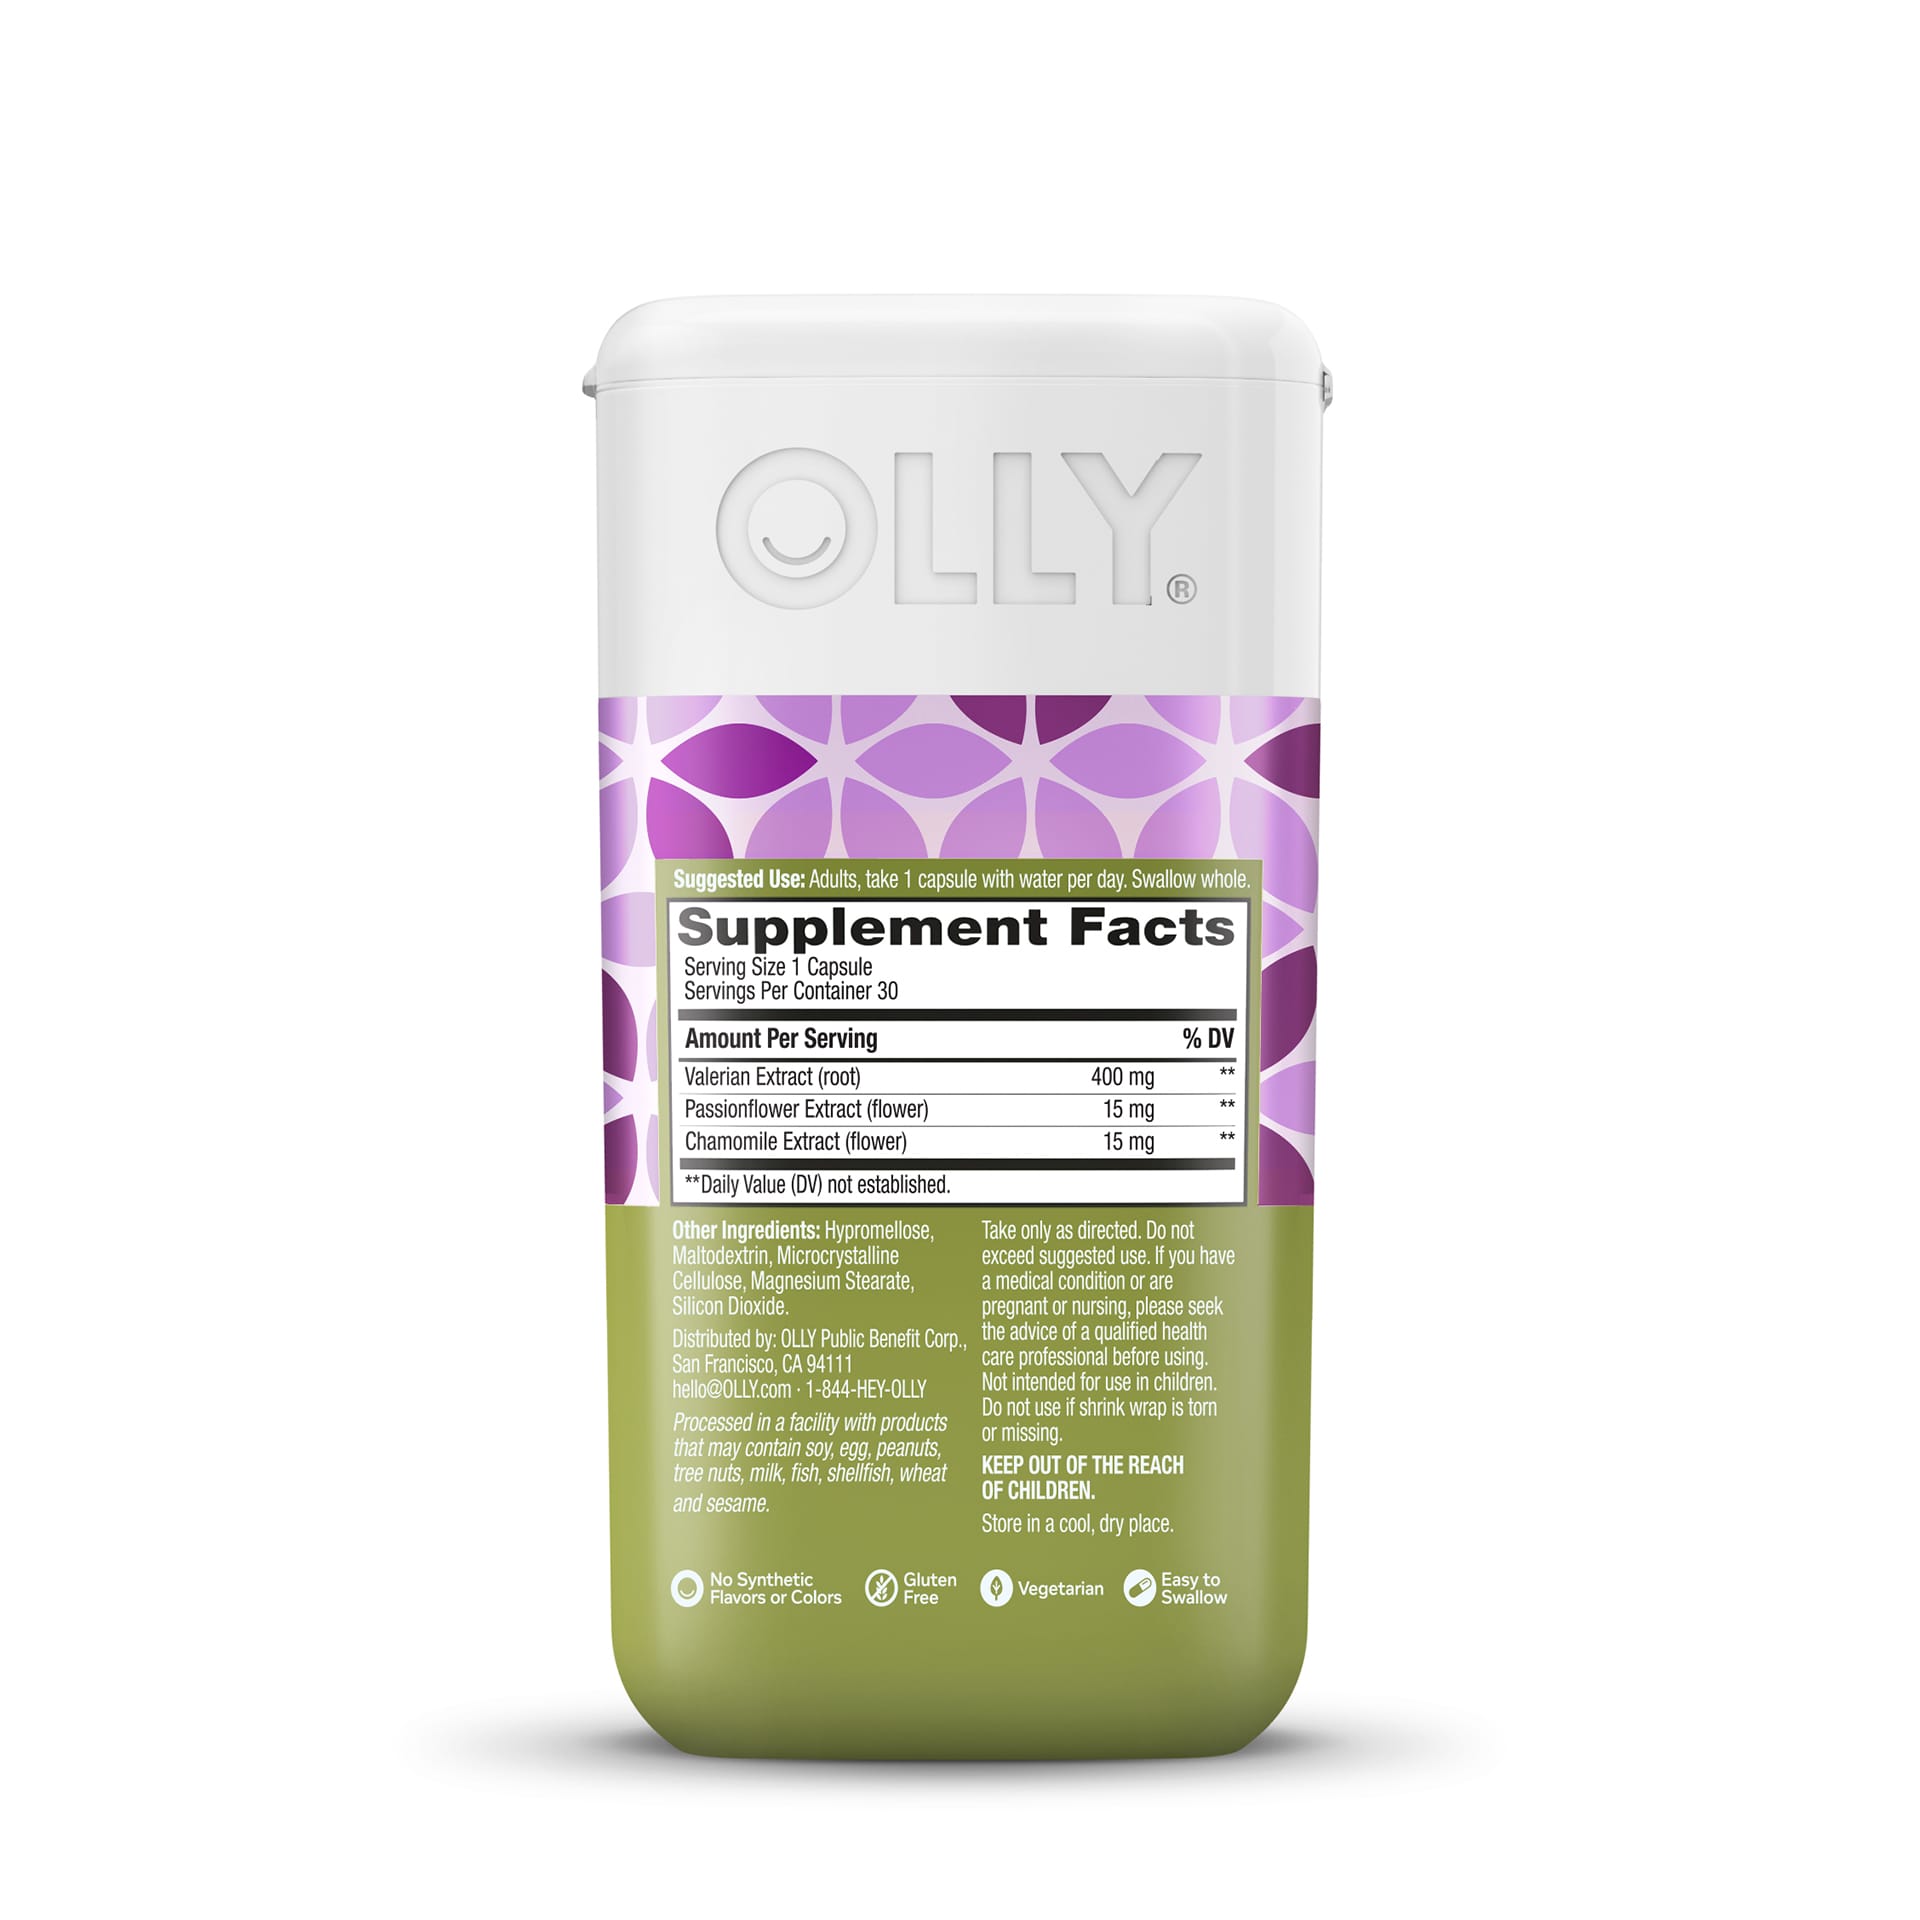 OLLY®
Suggested Use: Adults, take 1 capsule with water per day. Swallow whole.
Supplement Facts
Serving Size 1 Capsule
Servings Per Container 30
Amount Per Serving % DV
Valerian Extract (root) 400 mg **
Passionflower Extract (flower) 15 mg **
Chamomile Extract (flower) 15 mg **
**Daily Value (DV) not established.
Other Ingredients: Hypromellose,
Maltodextrin, Microcrystalline
Cellulose, Magnesium Stearate,
Silicon Dioxide.
Distributed by: OLLY Public Benefit Corp.,
San Francisco, CA 94111
hello@OLLY.com · 1-844-HEY-OLLY
Processed in a facility with products
that may contain soy, egg, peanuts,
tree nuts, milk, fish, shellfish, wheat
and sesame.
Take only as directed. Do not
exceed suggested use. If you have
a medical condition or are
pregnant or nursing, please seek
the advice of a qualified health
care professional before using.
Not intended for use in children.
Do not use if shrink wrap is torn
or missing.
KEEP OUT OF THE REACH
OF CHILDREN.
Store in a cool, dry place.
No Synthetic
Flavors or Colors
Gluten
Free
Vegetarian
Easy to
Swallow